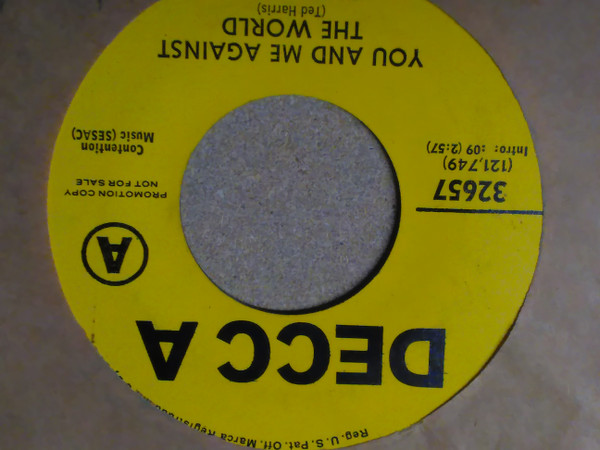 Reg. U.S. Pat. Off. Marca
DECCA
A
32657
(121,749)
Intro: :09 (2:57)
PROMOTION COPY
NOT FOR SALE
Contention
Music (SESAC)
YOU AND ME AGAINST
THE WORLD
(Ted Harris)